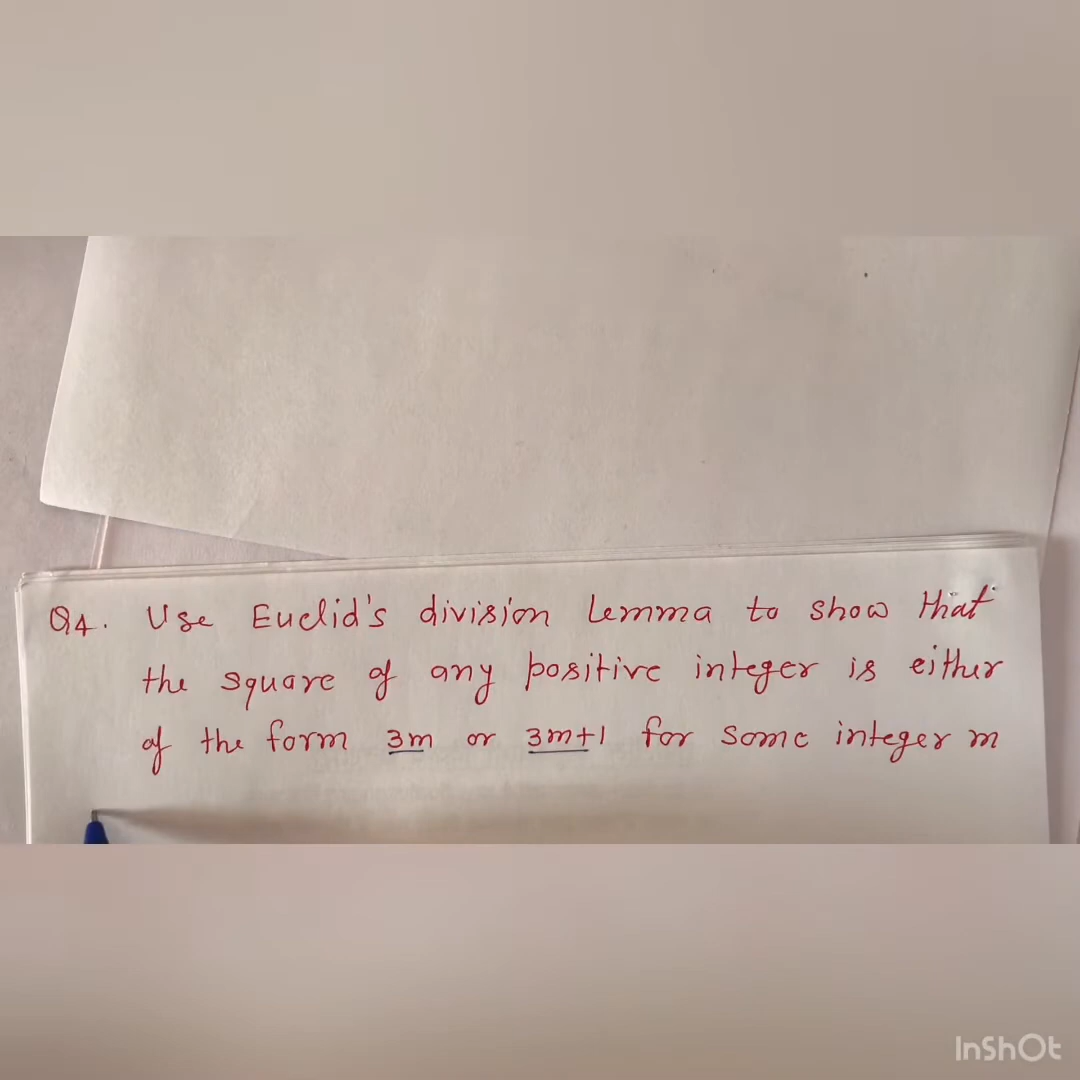 Q4. Use Euclid's division Lemma to show that
the square of any positive integer is either
of the form 3m or 3m+1 for some integer m
InShOt